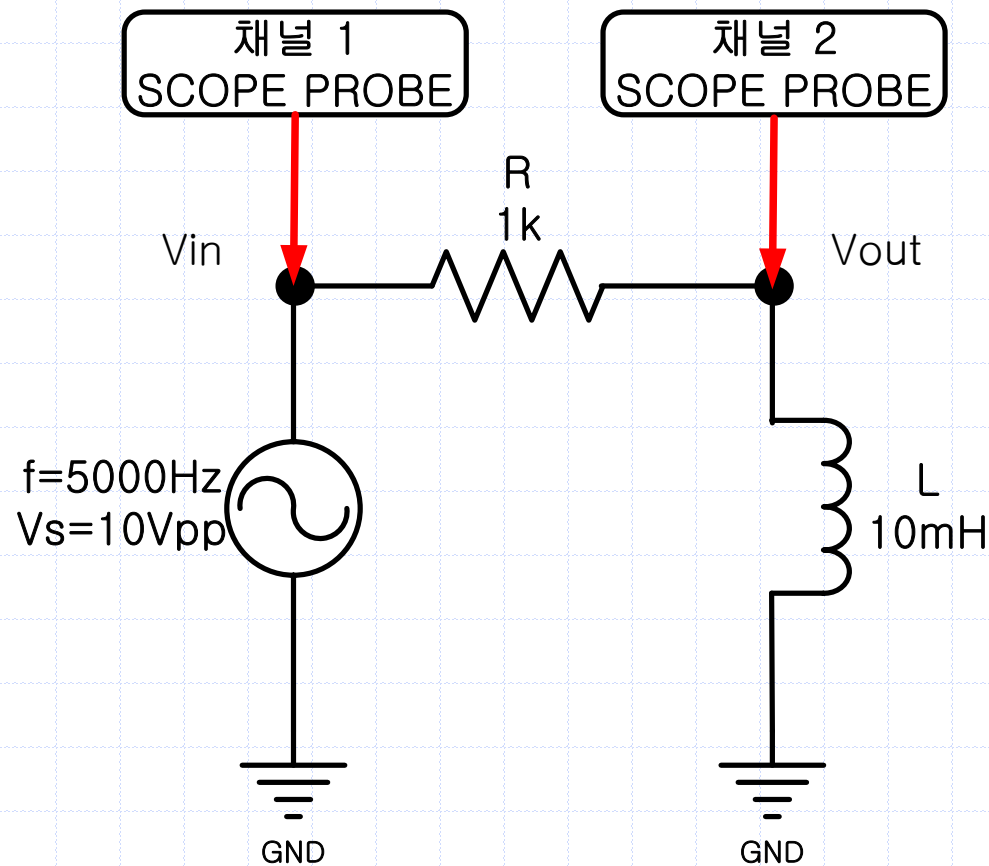 채널 1
SCOPE PROBE
채널 2
SCOPE PROBE
R
1k
Vin
Vout
f=5000Hz
Vs=10Vpp
L
10mH
GND
GND